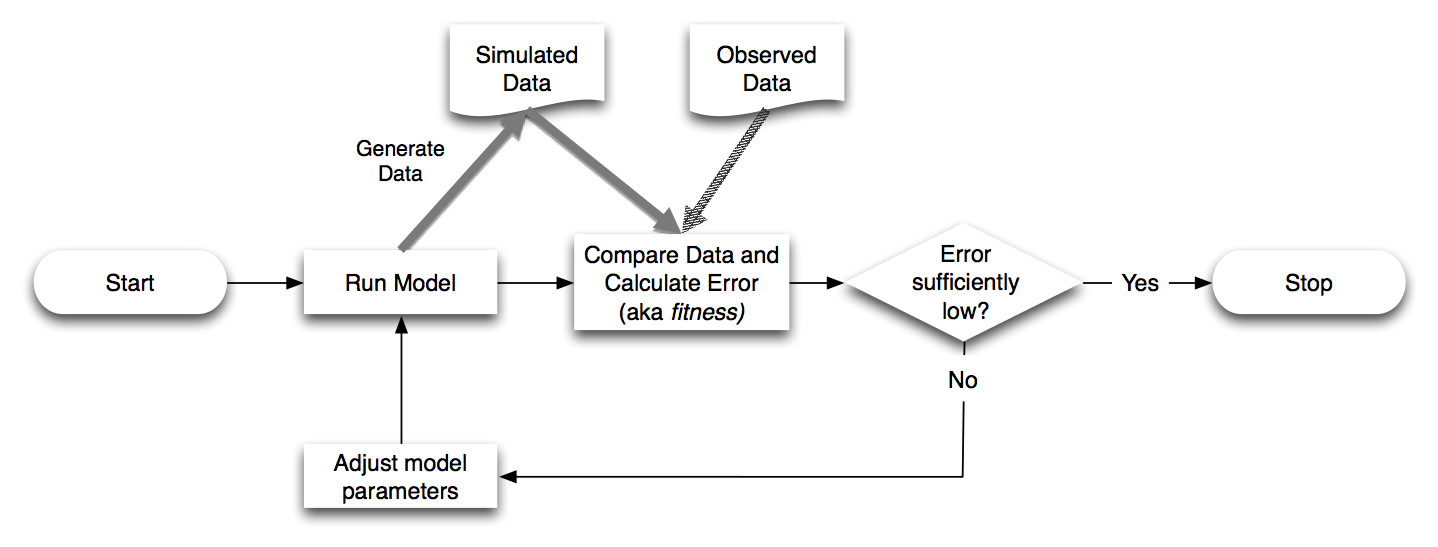 Simulated
Data
Observed
Data
Generate
Data
Start
Run Model
Compare Data and
Calculate Error
(aka fitness)
Error
sufficiently
low?
Yes
Stop
No
Adjust model
parameters